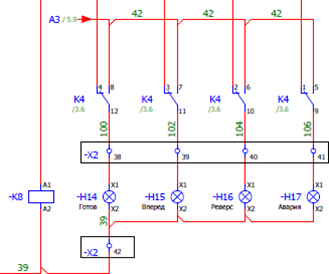 42 42 42
A3 / 5.9
4 8 3 7 2 6 1 5
K4 K4 K4 K4
/3.6 /3.6 /3.6 /3.6
12 11 10 9
100 102 104 106
-X2 38 39 40 41
A1 X1 X1 X1 X1
-K8 -H14 -H15 -H16 -H17
A2 Готов X2 Вперед X2 Реверс X2 Авария X2
39
-X2 42
39